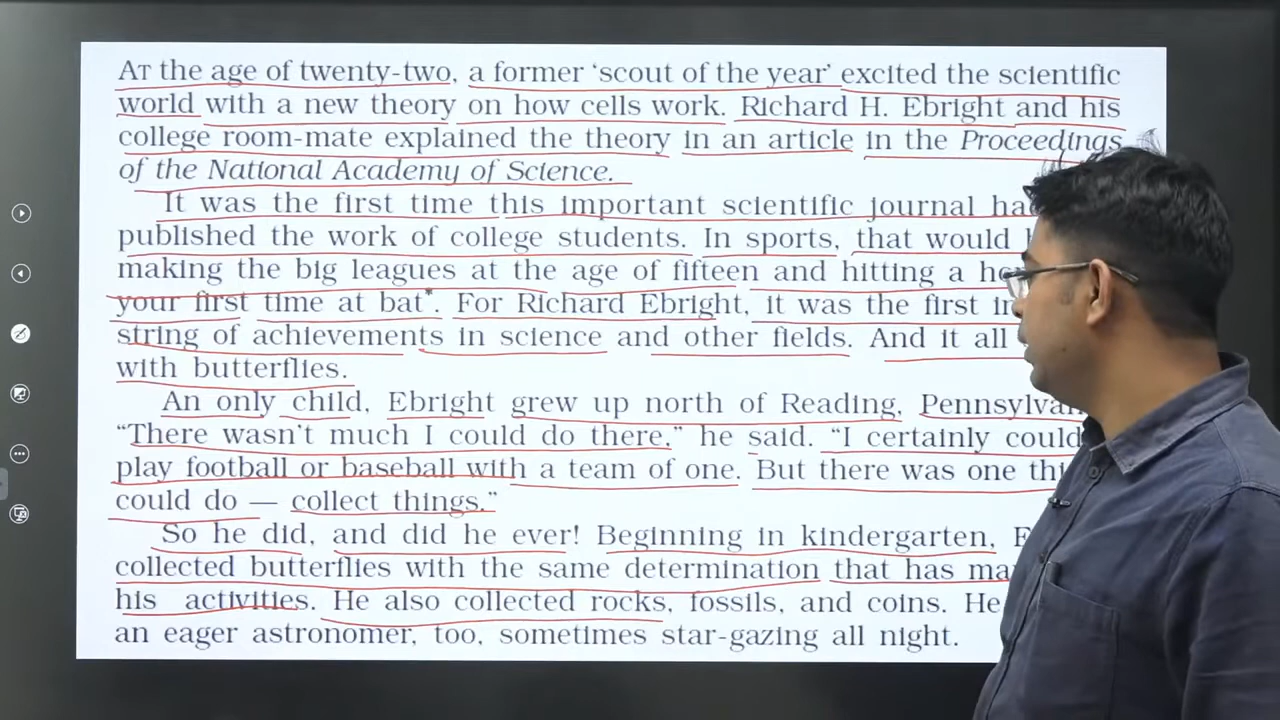 AT the age of twenty-two, a former ‘scout of the year’ excited the scientific
world with a new theory on how cells work. Richard H. Ebright and his
college room-mate explained the theory in an article in the Proceedings
of the National Academy of Science.
It was the first time this important scientific journal had
published the work of college students. In sports, that would
making the big leagues at the age of fifteen and hitting a
your first time at bat*. For Richard Ebright, it was the first
string of achievements in science and other fields. And it all
with butterflies.
An only child, Ebright grew up north of Reading,
“There wasn't much I could do there,” he said. “I certainly
play football or baseball with a team of one. But there was one
could do — collect things.”
So he did, and did he ever! Beginning in kindergarten,
collected butterflies with the same determination that has
his activities. He also collected rocks, fossils, and coins. He
an eager astronomer, too, sometimes star-gazing all night.